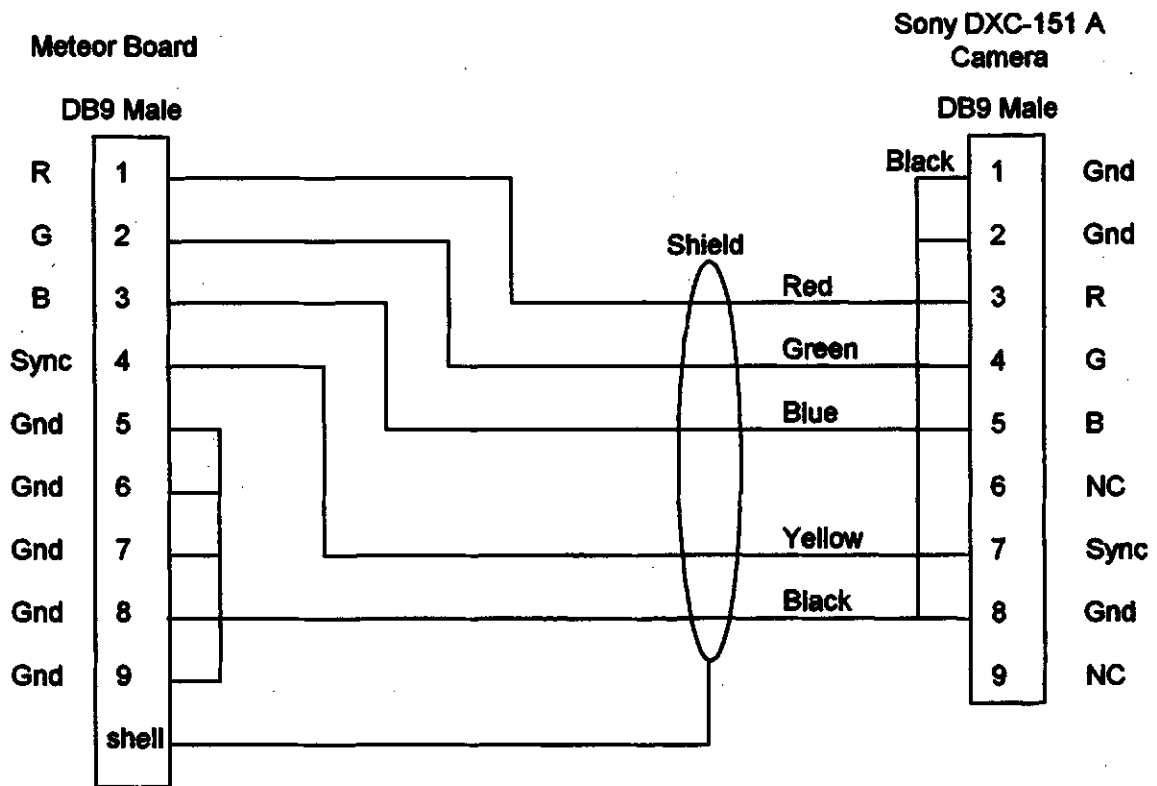 Meteor Board
Sony DXC-151 A
Camera
DB9 Male
DB9 Male
R 1
Black 1 Gnd
G 2
2 Gnd
Shield
B 3
Red 3 R
Sync 4
Green 4 G
Gnd 5
Blue 5 B
Gnd 6
6 NC
Gnd 7
Yellow 7 Sync
Gnd 8
Black 8 Gnd
Gnd 9
9 NC
shell